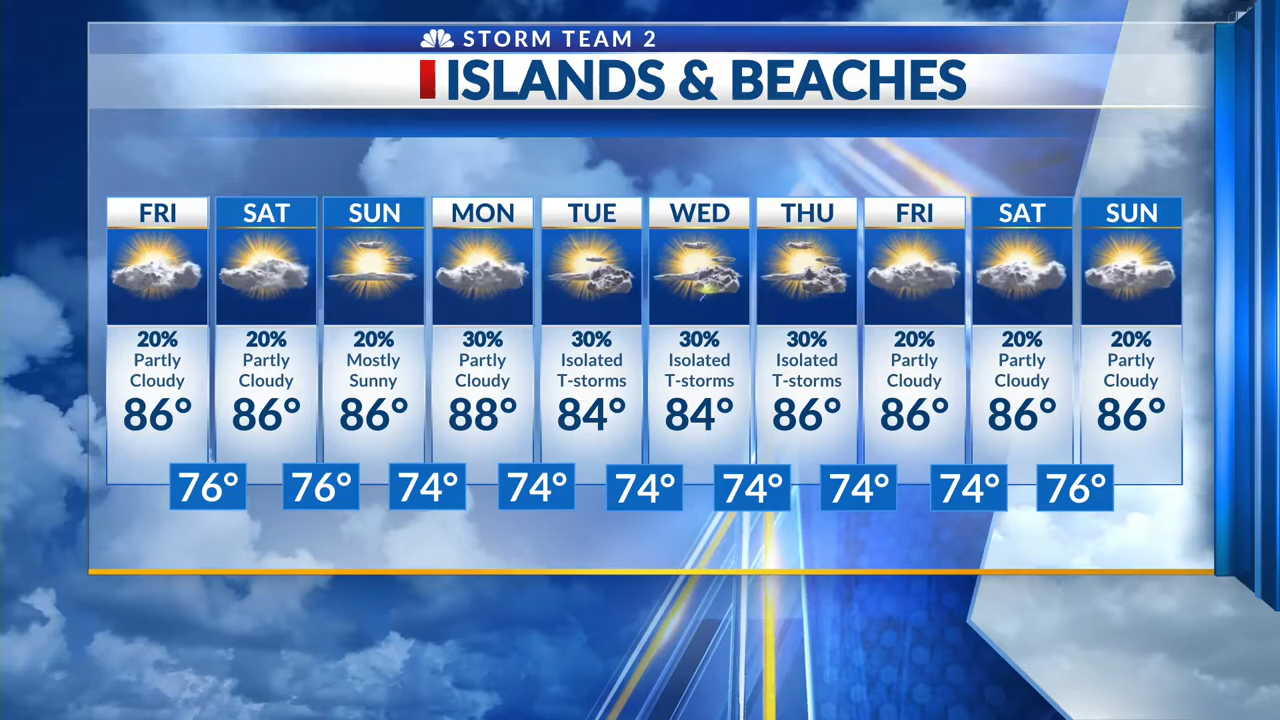 STORM TEAM 2
ISLANDS & BEACHES
FRI SAT SUN MON TUE WED THU FRI SAT SUN
20% 20% 20% 30% 30% 30% 30% 20% 20% 20%
Partly Partly Mostly Partly Isolated Isolated Isolated Partly Partly Partly
Cloudy Cloudy Sunny Cloudy T-storms T-storms T-storms Cloudy Cloudy Cloudy
86° 86° 86° 88° 84° 84° 86° 86° 86° 86°
76° 76° 74° 74° 74° 74° 74° 74° 76°